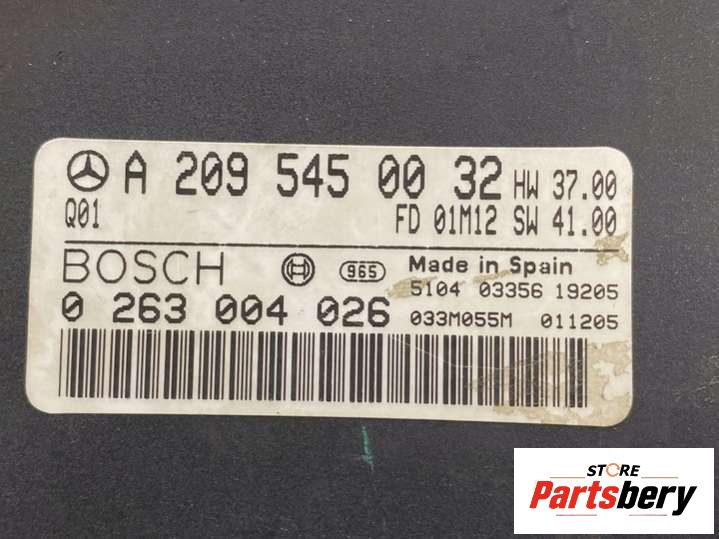 A 209 545 00 32 HW 37.00
Q01 FD 01M12 SW 41.00
BOSCH 965 Made in Spain
5104 03356 19205
0 263 004 026 033M055M 011205
STORE
Partsbery